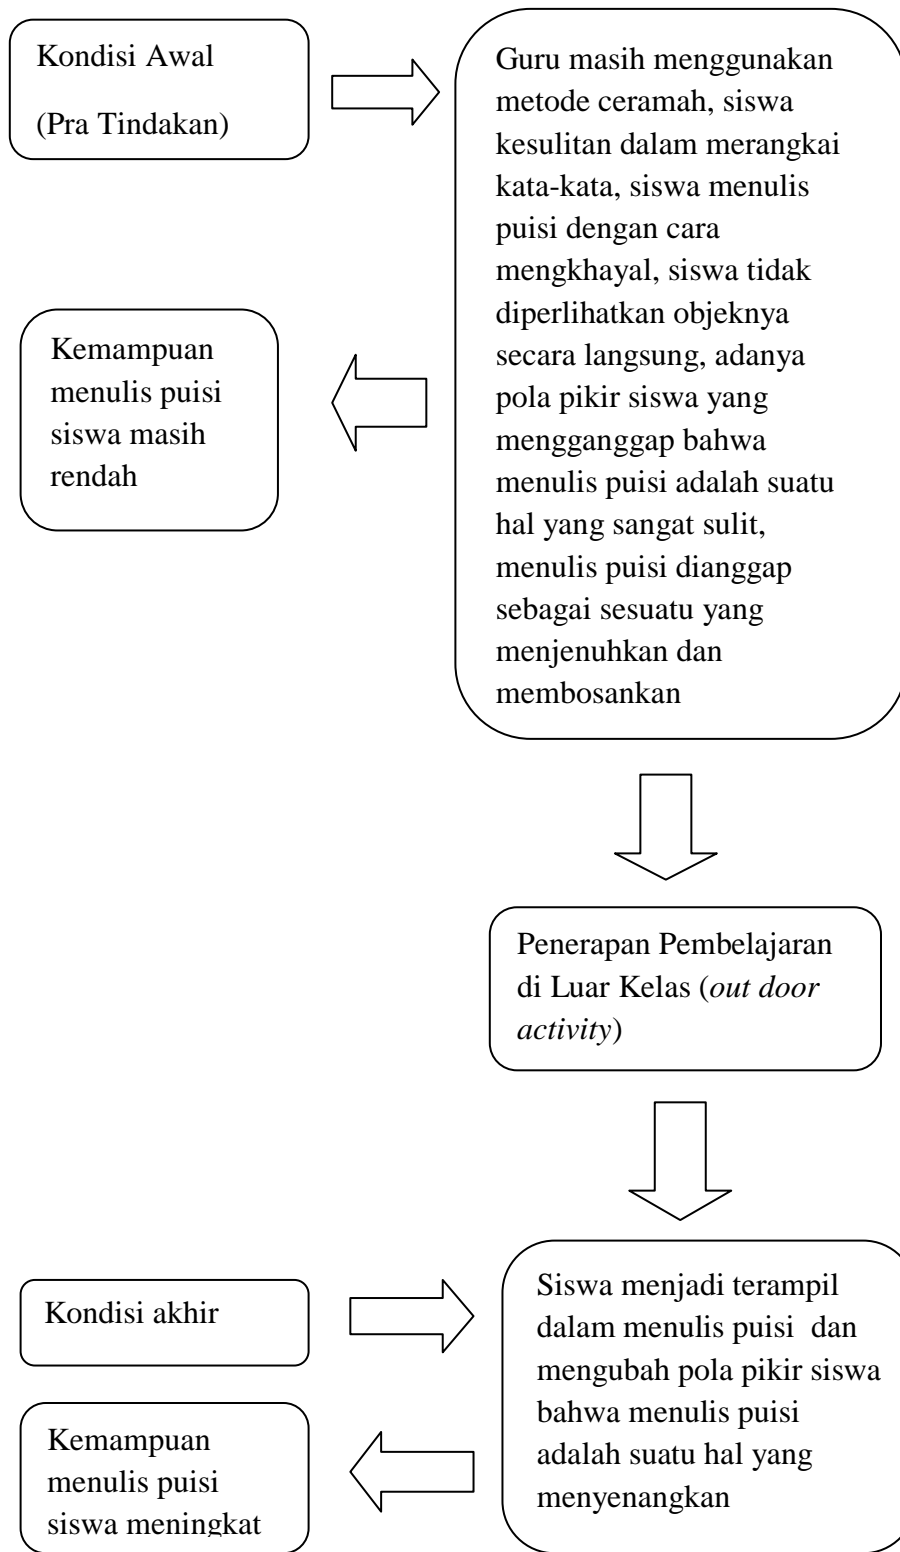 Kondisi Awal
(Pra Tindakan)
Guru masih menggunakan
metode ceramah, siswa
kesulitan dalam merangkai
kata-kata, siswa menulis
puisi dengan cara
mengkhayal, siswa tidak
diperlihatkan objeknya
secara langsung, adanya
pola pikir siswa yang
mengganggap bahwa
menulis puisi adalah suatu
hal yang sangat sulit,
menulis puisi dianggap
sebagai sesuatu yang
menjenuhkan dan
membosankan
Kemampuan
menulis puisi
siswa masih
rendah
Penerapan Pembelajaran
di Luar Kelas (out door
activity)
Kondisi akhir
Siswa menjadi terampil
dalam menulis puisi  dan
mengubah pola pikir siswa
bahwa menulis puisi
adalah suatu hal yang
menyenangkan
Kemampuan
menulis puisi
siswa meningkat